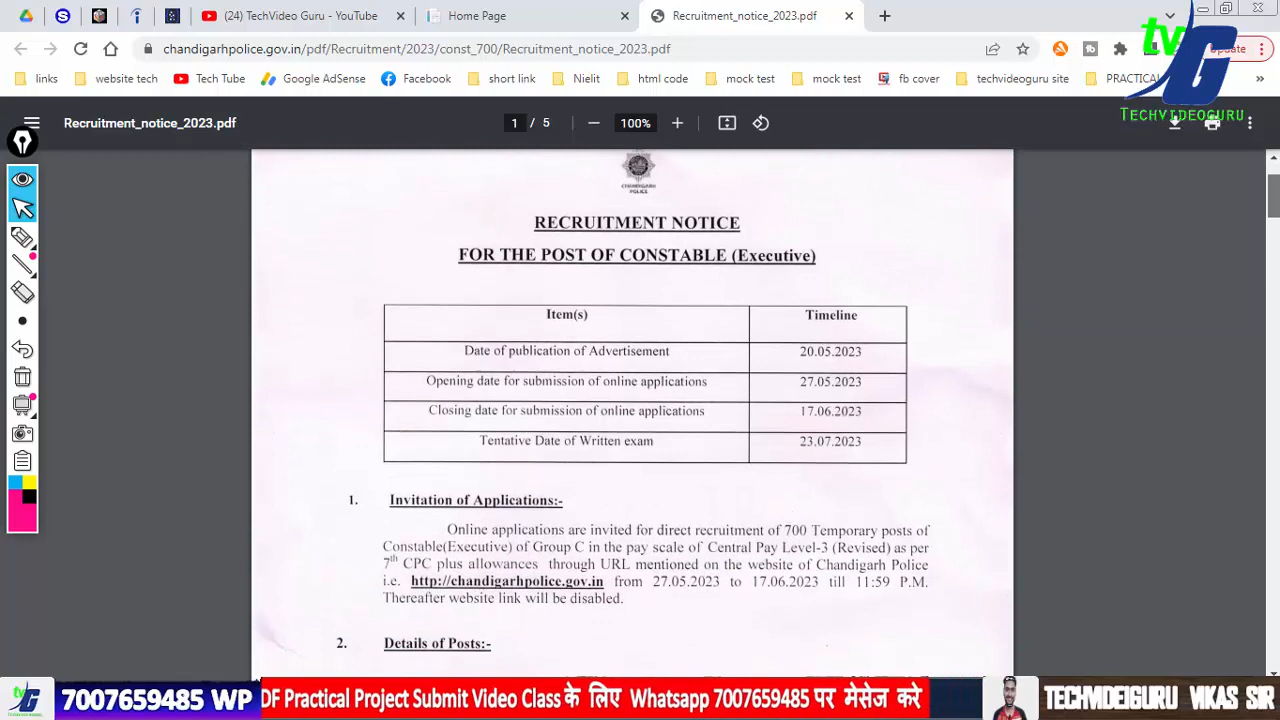 (24) TechVideo Guru - YouTube
Home Page
Recruitment_notice_2023.pdf
tv
G
TECHVIDEOGURU
chandigarhpolice.gov.in/pdf/Recruitment/2023/const_700/Recruitment_notice_2023.pdf
Update
links
website tech
Tech Tube
Google AdSense
Facebook
short link
Nielit
html code
mock test
mock test
fb cover
techvideoguru site
PRACTICAL
Recruitment_notice_2023.pdf
1 / 5
100%
CHANDIGARH
POLICE
RECRUITMENT NOTICE
FOR THE POST OF CONSTABLE (Executive)
Item(s) Timeline
Date of publication of Advertisement 20.05.2023
Opening date for submission of online applications 27.05.2023
Closing date for submission of online applications 17.06.2023
Tentative Date of Written exam 23.07.2023
1. Invitation of Applications:-
Online applications are invited for direct recruitment of 700 Temporary posts of
Constable(Executive) of Group C in the pay scale of Central Pay Level-3 (Revised) as per
7th CPC plus allowances through URL mentioned on the website of Chandigarh Police
i.e. http://chandigarhpolice.gov.in from 27.05.2023 to 17.06.2023 till 11:59 P.M.
Thereafter website link will be disabled.
2. Details of Posts:-
7007659485 WP
DF Practical Project Submit Video Class के लिए Whatsapp 7007659485 पर मेसेज करे
TECHVIDEIGURU VIKAS SIR